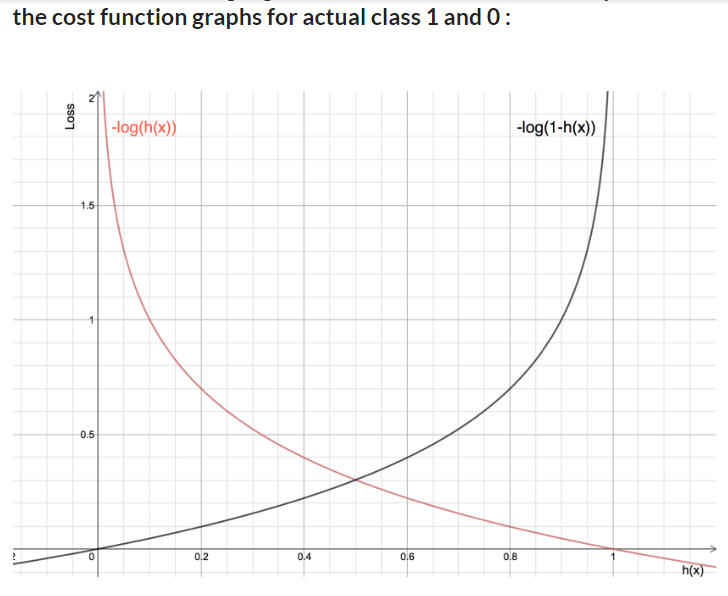 the cost function graphs for actual class 1 and 0 :
Loss
2
-log(h(x))
-log(1-h(x))
1.5
1
0.5
0
0.2
0.4
0.6
0.8
1
h(x)